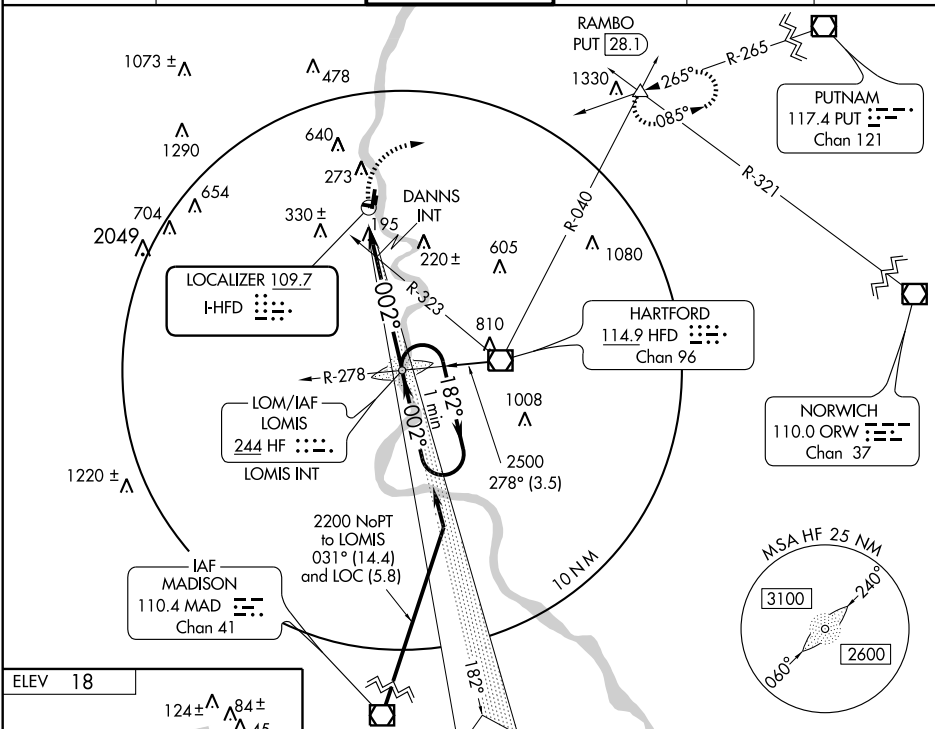 RAMBO
PUT 28.1
1330
265°
085°
R-265
PUTNAM
117.4 PUT
Chan 121
1073 ±
478
1290
640
273
654
704
2049
330 ±
195
DANNS
INT
220 ±
605
1080
R-040
R-321
LOCALIZER 109.7
I-HFD
R-323
002°
810
HARTFORD
114.9 HFD
Chan 96
R-278
LOM/IAF
LOMIS
244 HF
LOMIS INT
002°
182°
1 min
1008
2500
278° (3.5)
NORWICH
110.0 ORW
Chan 37
1220 ±
2200 NoPT
to LOMIS
031° (14.4)
and LOC (5.8)
10 NM
IAF
MADISON
110.4 MAD
Chan 41
MSA HF 25 NM
3100
240°
060°
2600
182°
ELEV 18
124±
84±
45